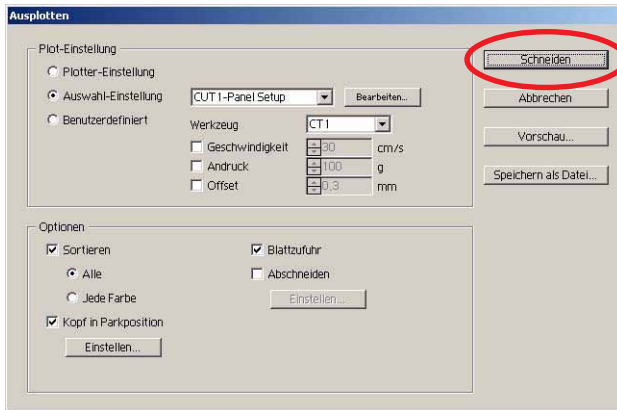 Ausplotten
Plot-Einstellung
Plotter-Einstellung
Auswahl-Einstellung CUT1-Panel Setup Bearbeiten...
Benutzerdefiniert Werkzeug CT1
Geschwindigkeit 30 cm/s
Andruck 100 g
Offset 0,3 mm
Schneiden
Abbrechen
Vorschau...
Speichern als Datei...
Optionen
Sortieren Blattzufuhr
Alle Abschneiden
Jede Farbe Einstellen...
Kopf in Parkposition
Einstellen...